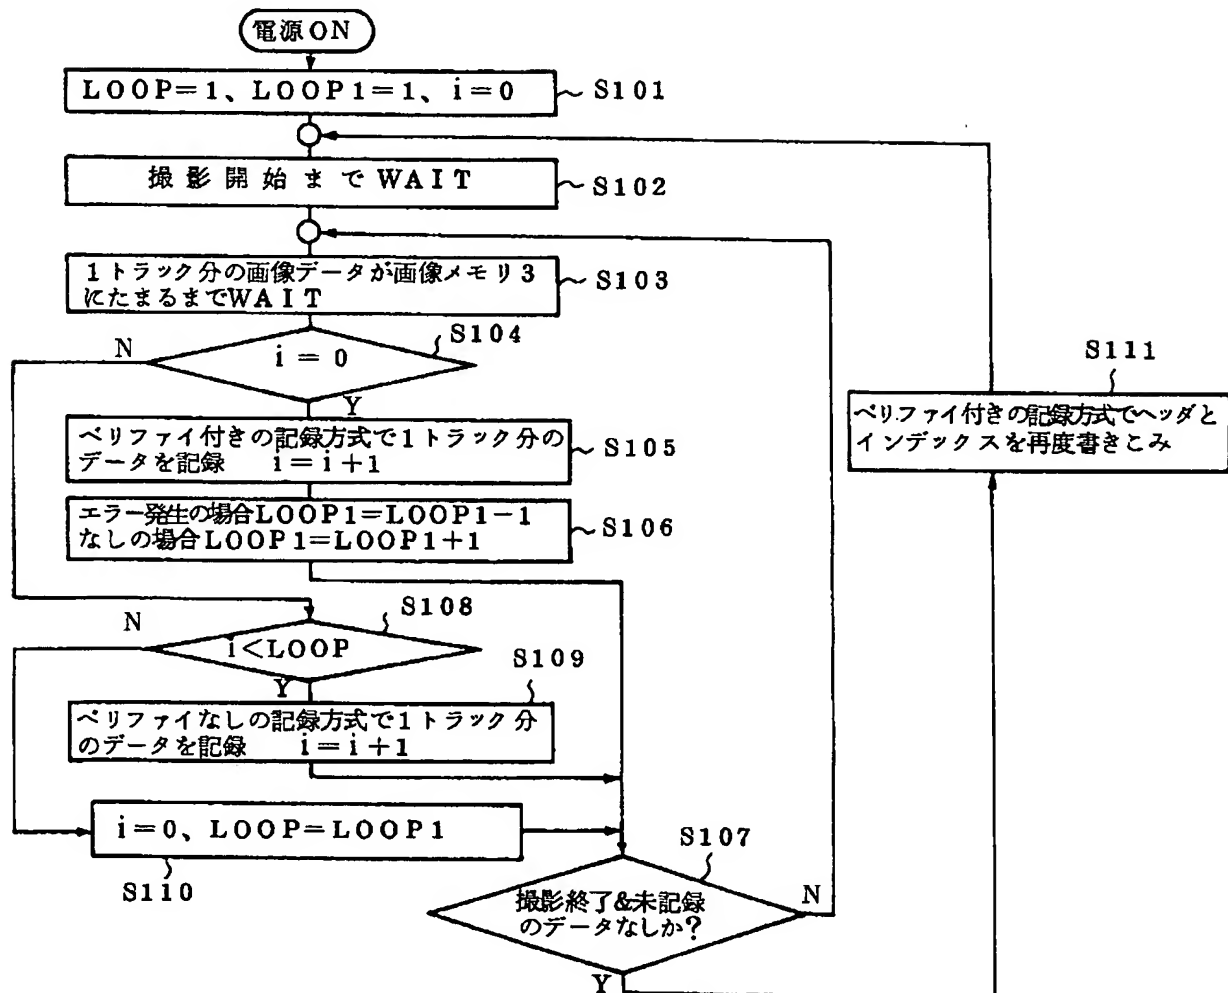 電源ON
LOOP=1、LOOP1=1、i=0
S101
撮影開始までWAIT
S102
1トラック分の画像データが画像メモリ3
にたまるまでWAIT
S103
N
i = 0
S104
Y
S111
ベリファイ付きの記録方式でヘッダと
インデックスを再度書きこみ
ベリファイ付きの記録方式で1トラック分の
データを記録 i=i+1
S105
エラー発生の場合LOOP1=LOOP1-1
なしの場合LOOP1=LOOP1+1
S106
N
i<LOOP
S108
Y
S109
ベリファイなしの記録方式で1トラック分
のデータを記録 i=i+1
i=0、LOOP=LOOP1
S110
S107
撮影終了&未記録
のデータなしか?
N
Y